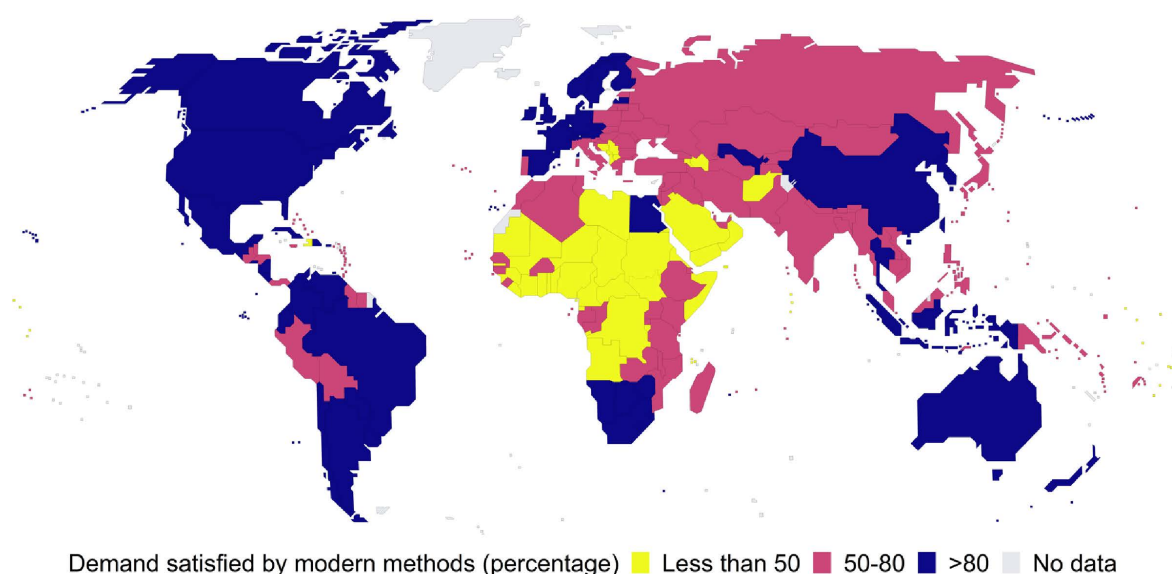 Demand satisfied by modern methods (percentage) Less than 50 50-80 >80 No data